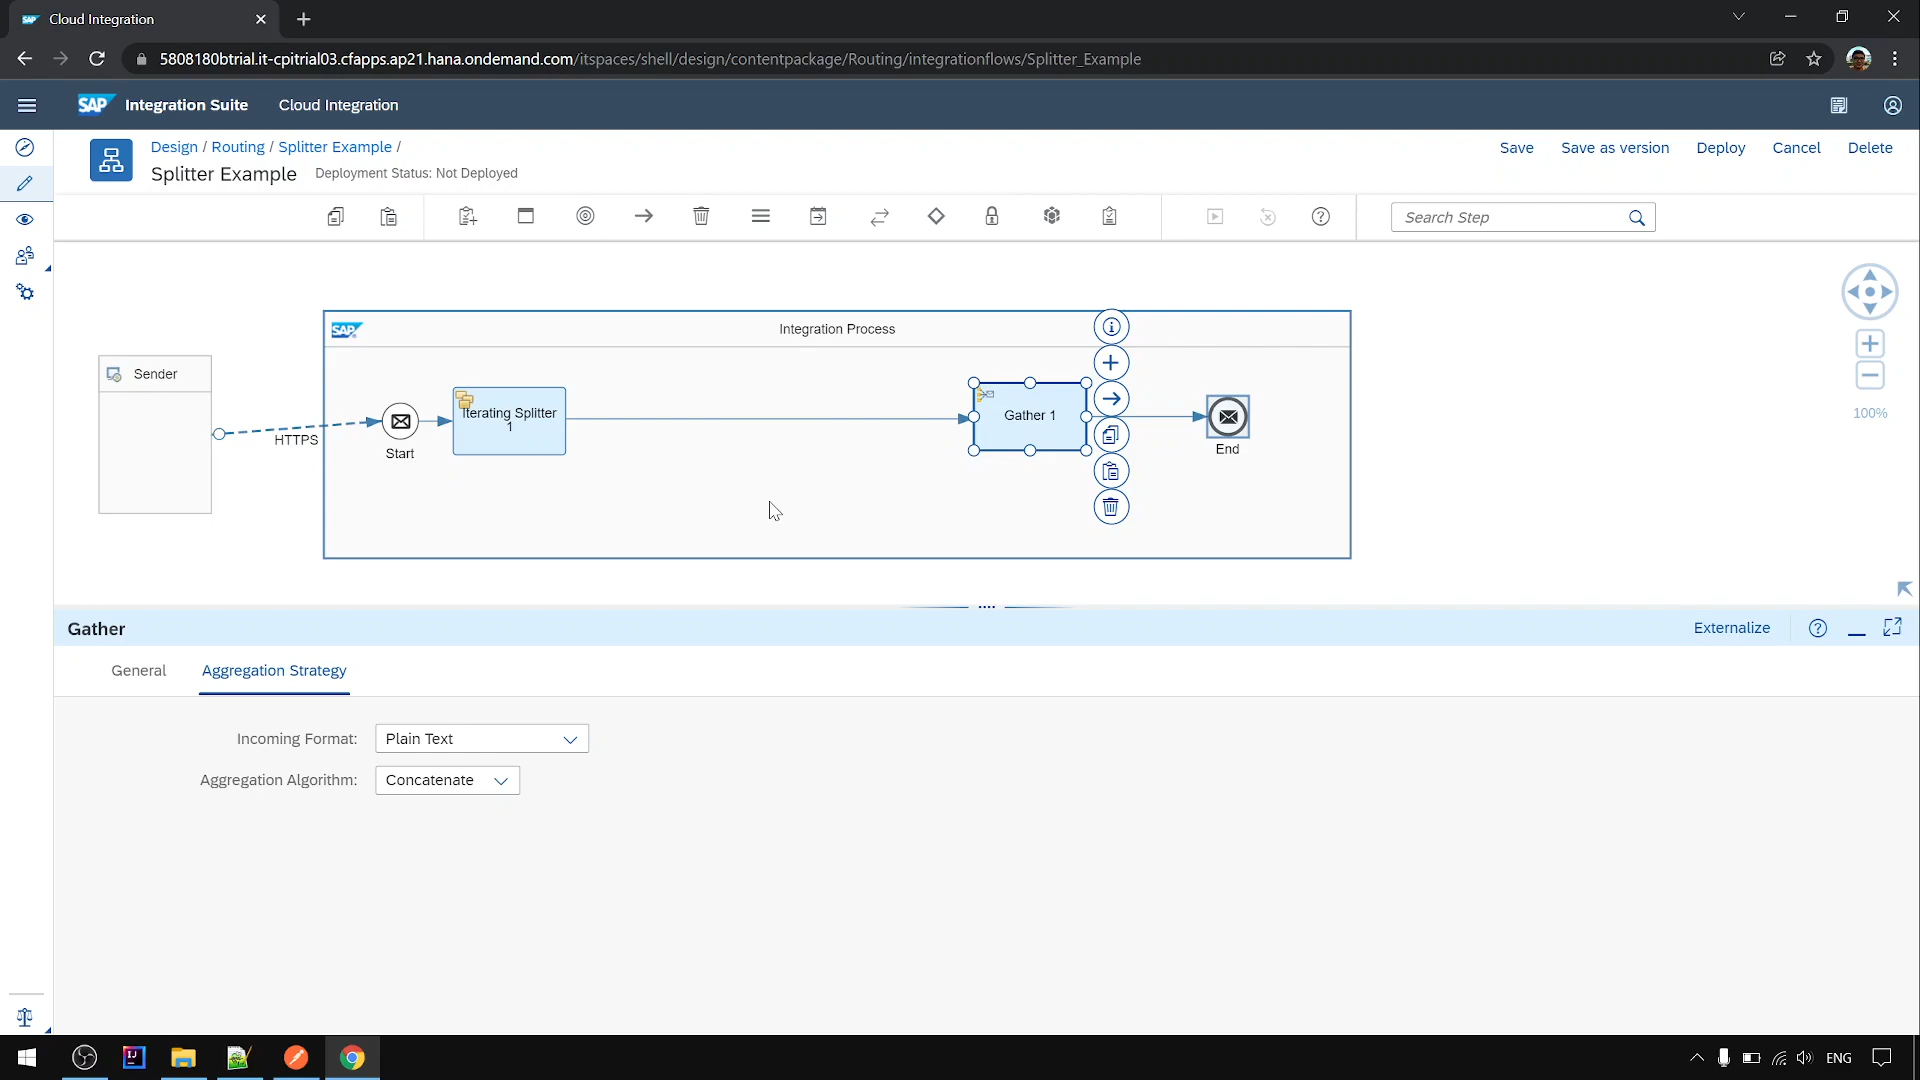 Cloud Integration
5808180btrial.it-cpitrial03.cfapps.ap21.hana.ondemand.com/itspaces/shell/design/contentpackage/Routing/integrationflows/Splitter_Example
SAP Integration Suite Cloud Integration
Design / Routing / Splitter Example /
Splitter Example Deployment Status: Not Deployed
Save Save as version Deploy Cancel Delete
Search Step
SAP Integration Process
Sender
HTTPS
Start
Iterating Splitter
1
Gather 1
End
100%
Gather
Externalize
General Aggregation Strategy
Incoming Format: Plain Text
Aggregation Algorithm: Concatenate
ENG